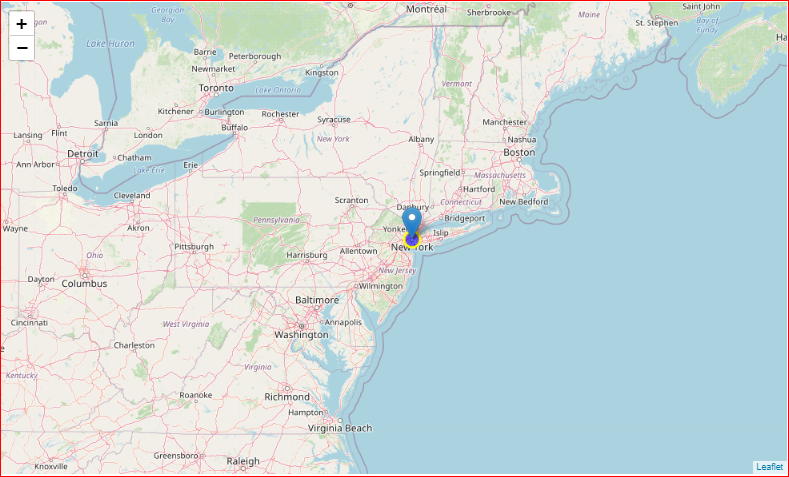 Montréal
Sherbrooke
Maine
Saint John
St. Stephen
Bay of
Fundy
Georgian
Bay
Lake Huron
+
−
Barrie
Peterborough
Newmarket
Kingston
Toronto
Lake Ontario
Vermont
Kitchener
Burlington
Rochester
Syracuse
Manchester
Sarnia
London
Buffalo
New York
Albany
Nashua
Lansing
Flint
Boston
Detroit
Chatham
Ann Arbor
Lake Erie
Erie
Springfield
Massachusetts
Toledo
Cleveland
Hartford
Scranton
Danbury
Connecticut
New Bedford
Wayne
Akron
Pennsylvania
Yonke
Bridgeport
Islip
Pittsburgh
Allentown
New York
Ohio
Harrisburg
New Jersey
Dayton
Columbus
Wilmington
Baltimore
Cincinnati
Annapolis
West Virginia
Washington
Charleston
Kentucky
Virginia
Roanoke
Richmond
Hampton
Virginia Beach
Knoxville
Greensboro
Raleigh
Leaflet